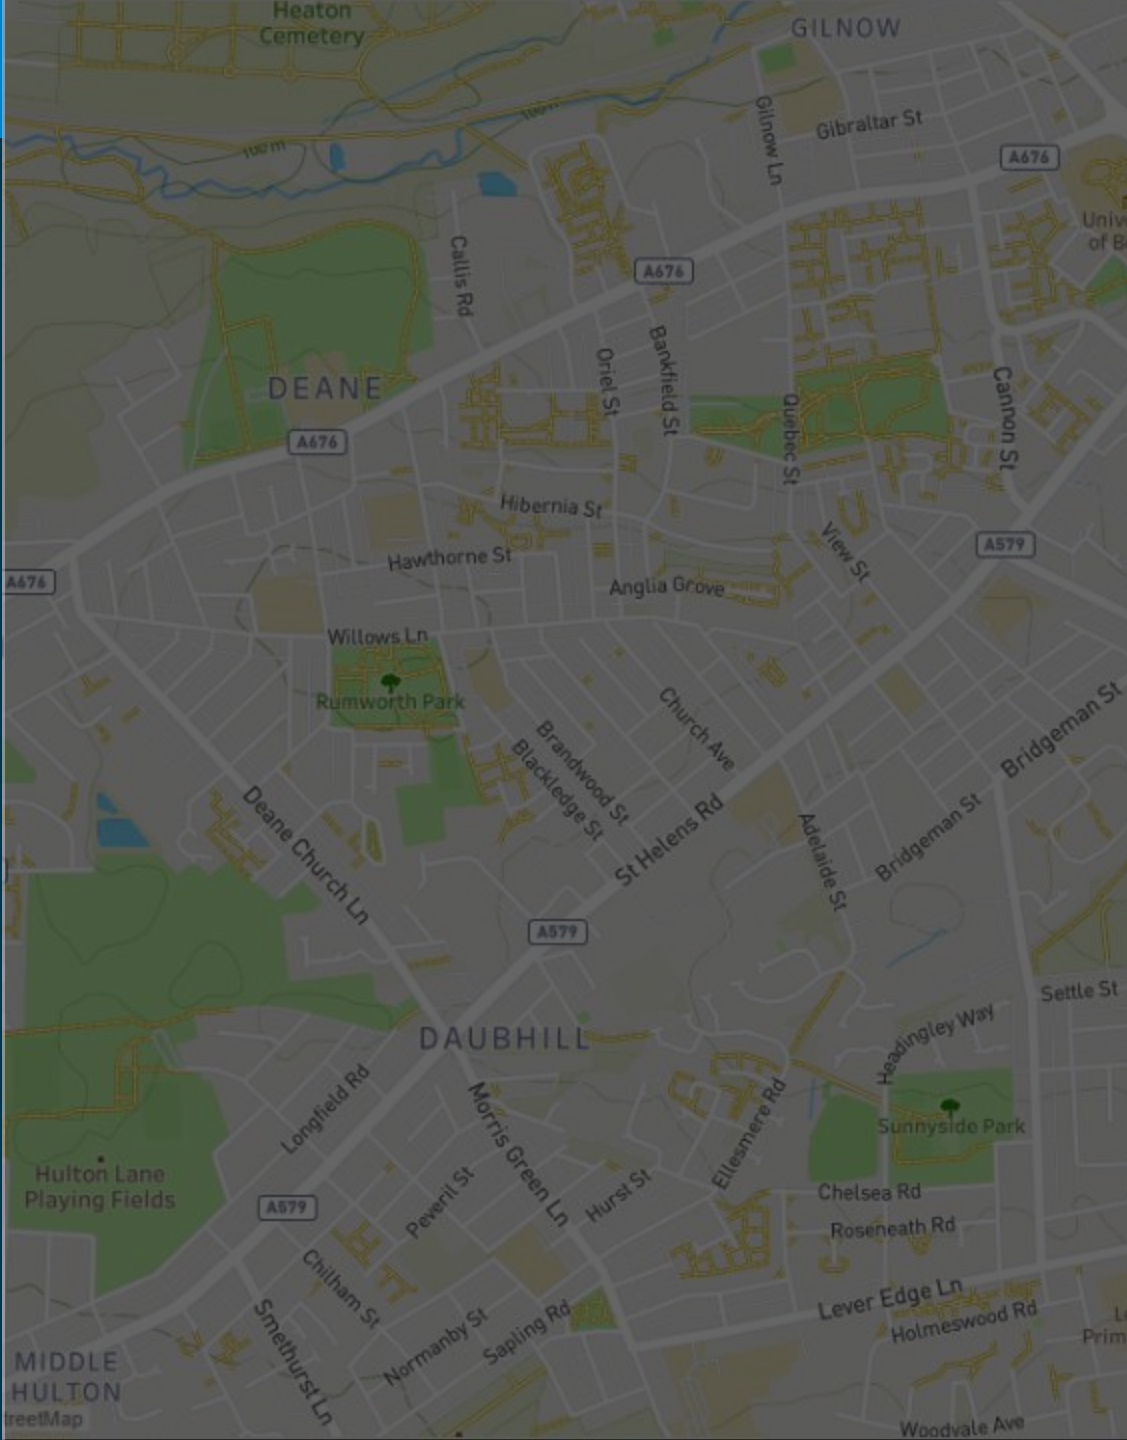 Heaton
Cemetery
GILNOW
Gilnow Ln
Gibraltar St
100 m
100 m
A676
Callis Rd
A676
Oriel St
Bankfield St
DEANE
Quebec St
Cannon St
A676
Hibernia St
View St
A579
Hawthorne St
Anglia Grove
A676
Willows Ln
Rumworth Park
Church Ave
Brandwood St
Blackledge St
Bridgeman St
Deane Church Ln
St Helens Rd
Adelaide St
Bridgeman St
A579
Settle St
DAUBHILL
Headingley Way
Longfield Rd
Morris Green Ln
Ellesmere Rd
Sunnyside Park
Hulton Lane
Playing Fields
Peveril St
Hurst St
Chelsea Rd
A579
Roseneath Rd
Chilham St
Lever Edge Ln
Smethurst Ln
Normanby St
Sapling Rd
Holmeswood Rd
MIDDLE
HULTON
treetMap
Woodvale Ave